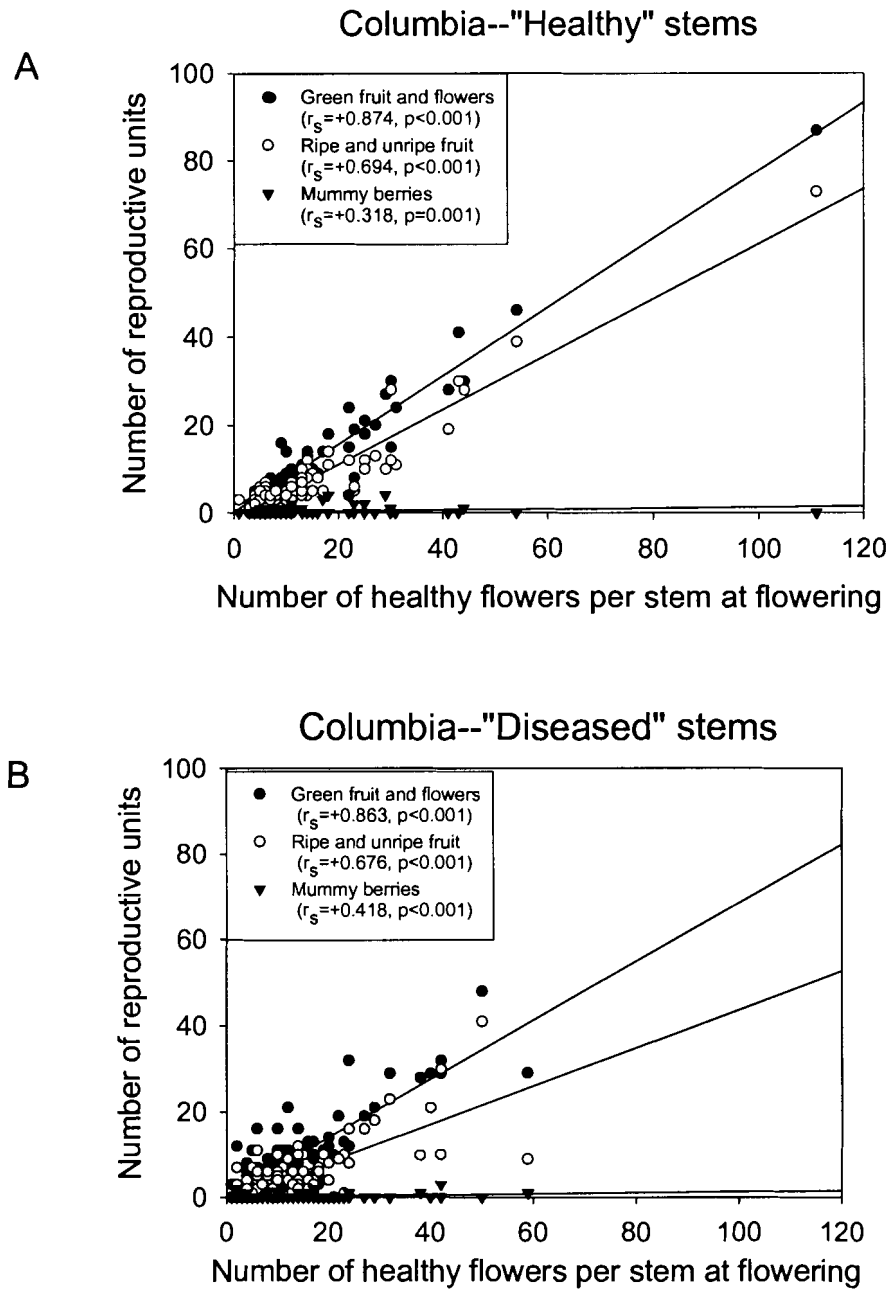 Columbia--"Healthy" stems
A
Number of reproductive units
100
80
60
40
20
0
Green fruit and flowers
(rs=+0.874, p<0.001)
Ripe and unripe fruit
(rs=+0.694, p<0.001)
Mummy berries
(rs=+0.318, p=0.001)
0 20 40 60 80 100 120
Number of healthy flowers per stem at flowering
Columbia--"Diseased" stems
B
Number of reproductive units
100
80
60
40
20
0
Green fruit and flowers
(rs=+0.863, p<0.001)
Ripe and unripe fruit
(rs=+0.676, p<0.001)
Mummy berries
(rs=+0.418, p<0.001)
0 20 40 60 80 100 120
Number of healthy flowers per stem at flowering